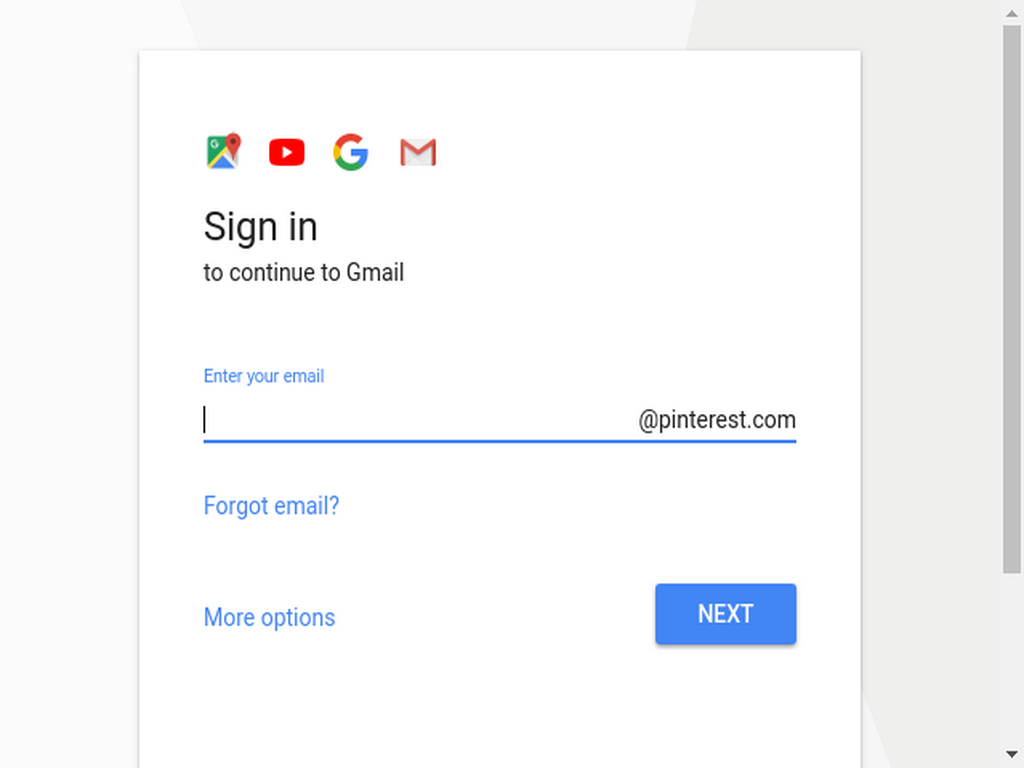 Sign in
to continue to Gmail
Enter your email
@pinterest.com
Forgot email?
More options
NEXT